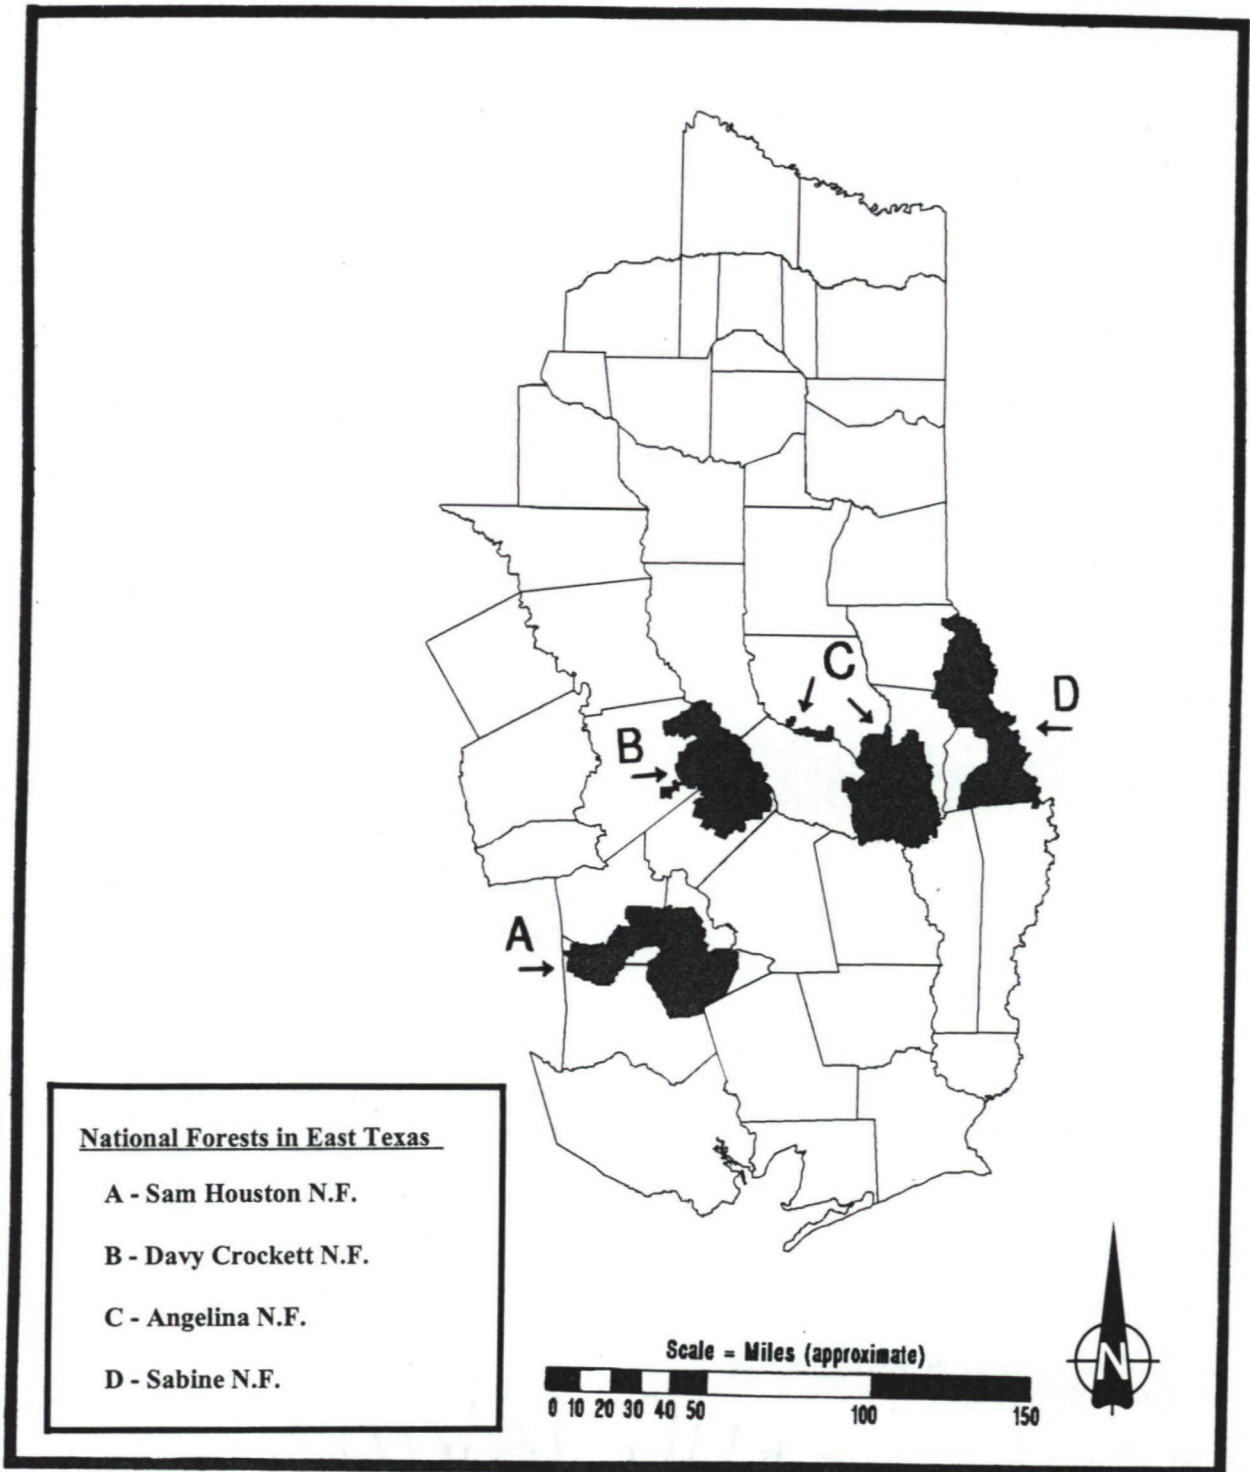 C
D
B
A
National Forests in East Texas
A - Sam Houston N.F.
B - Davy Crockett N.F.
C - Angelina N.F.
D - Sabine N.F.
Scale = Miles (approximate)
0 10 20 30 40 50 100 150
N